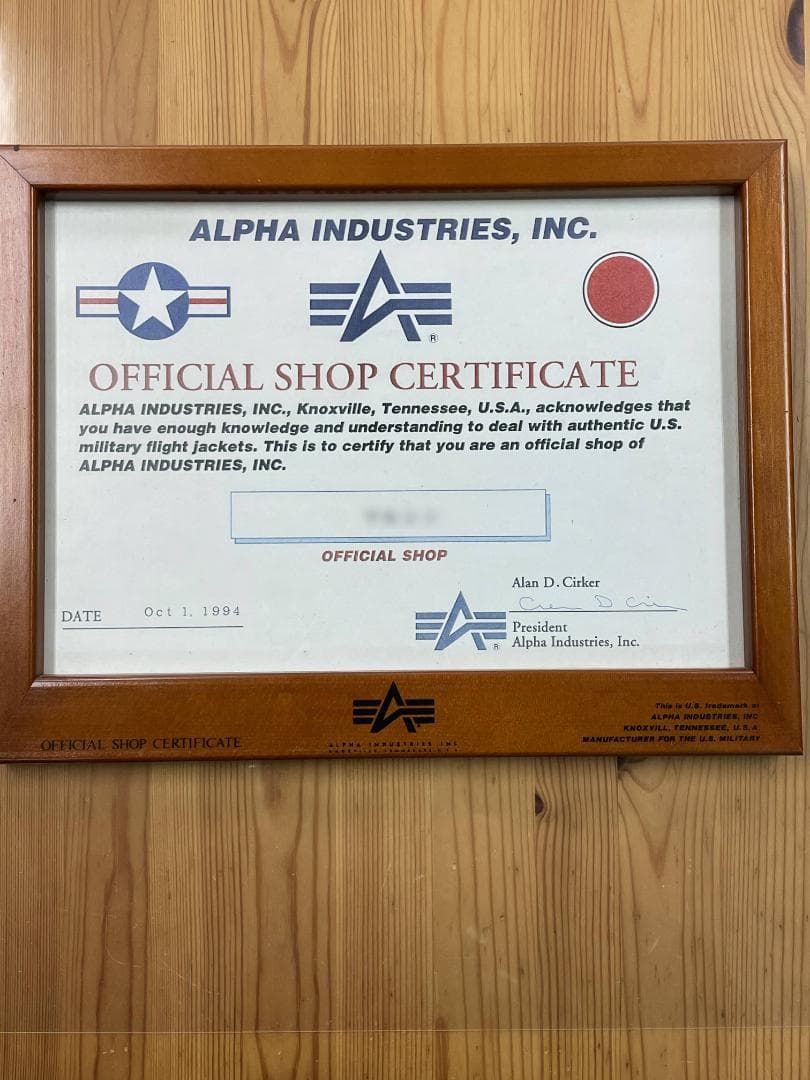 ALPHA INDUSTRIES, INC.
®
OFFICIAL SHOP CERTIFICATE
ALPHA INDUSTRIES, INC., Knoxville, Tennessee, U.S.A., acknowledges that
you have enough knowledge and understanding to deal with authentic U.S.
military flight jackets. This is to certify that you are an official shop of
ALPHA INDUSTRIES, INC.
OFFICIAL SHOP
DATE Oct 1, 1994
Alan D. Cirker
®
President
Alpha Industries, Inc.
OFFICIAL SHOP CERTIFICATE
ALPHA INDUSTRIES INC
This is U.S. trademark of
ALPHA INDUSTRIES, INC
KNOXVILL, TENNESSEE, U.S.A.
MANUFACTURER FOR THE U.S. MILITARY